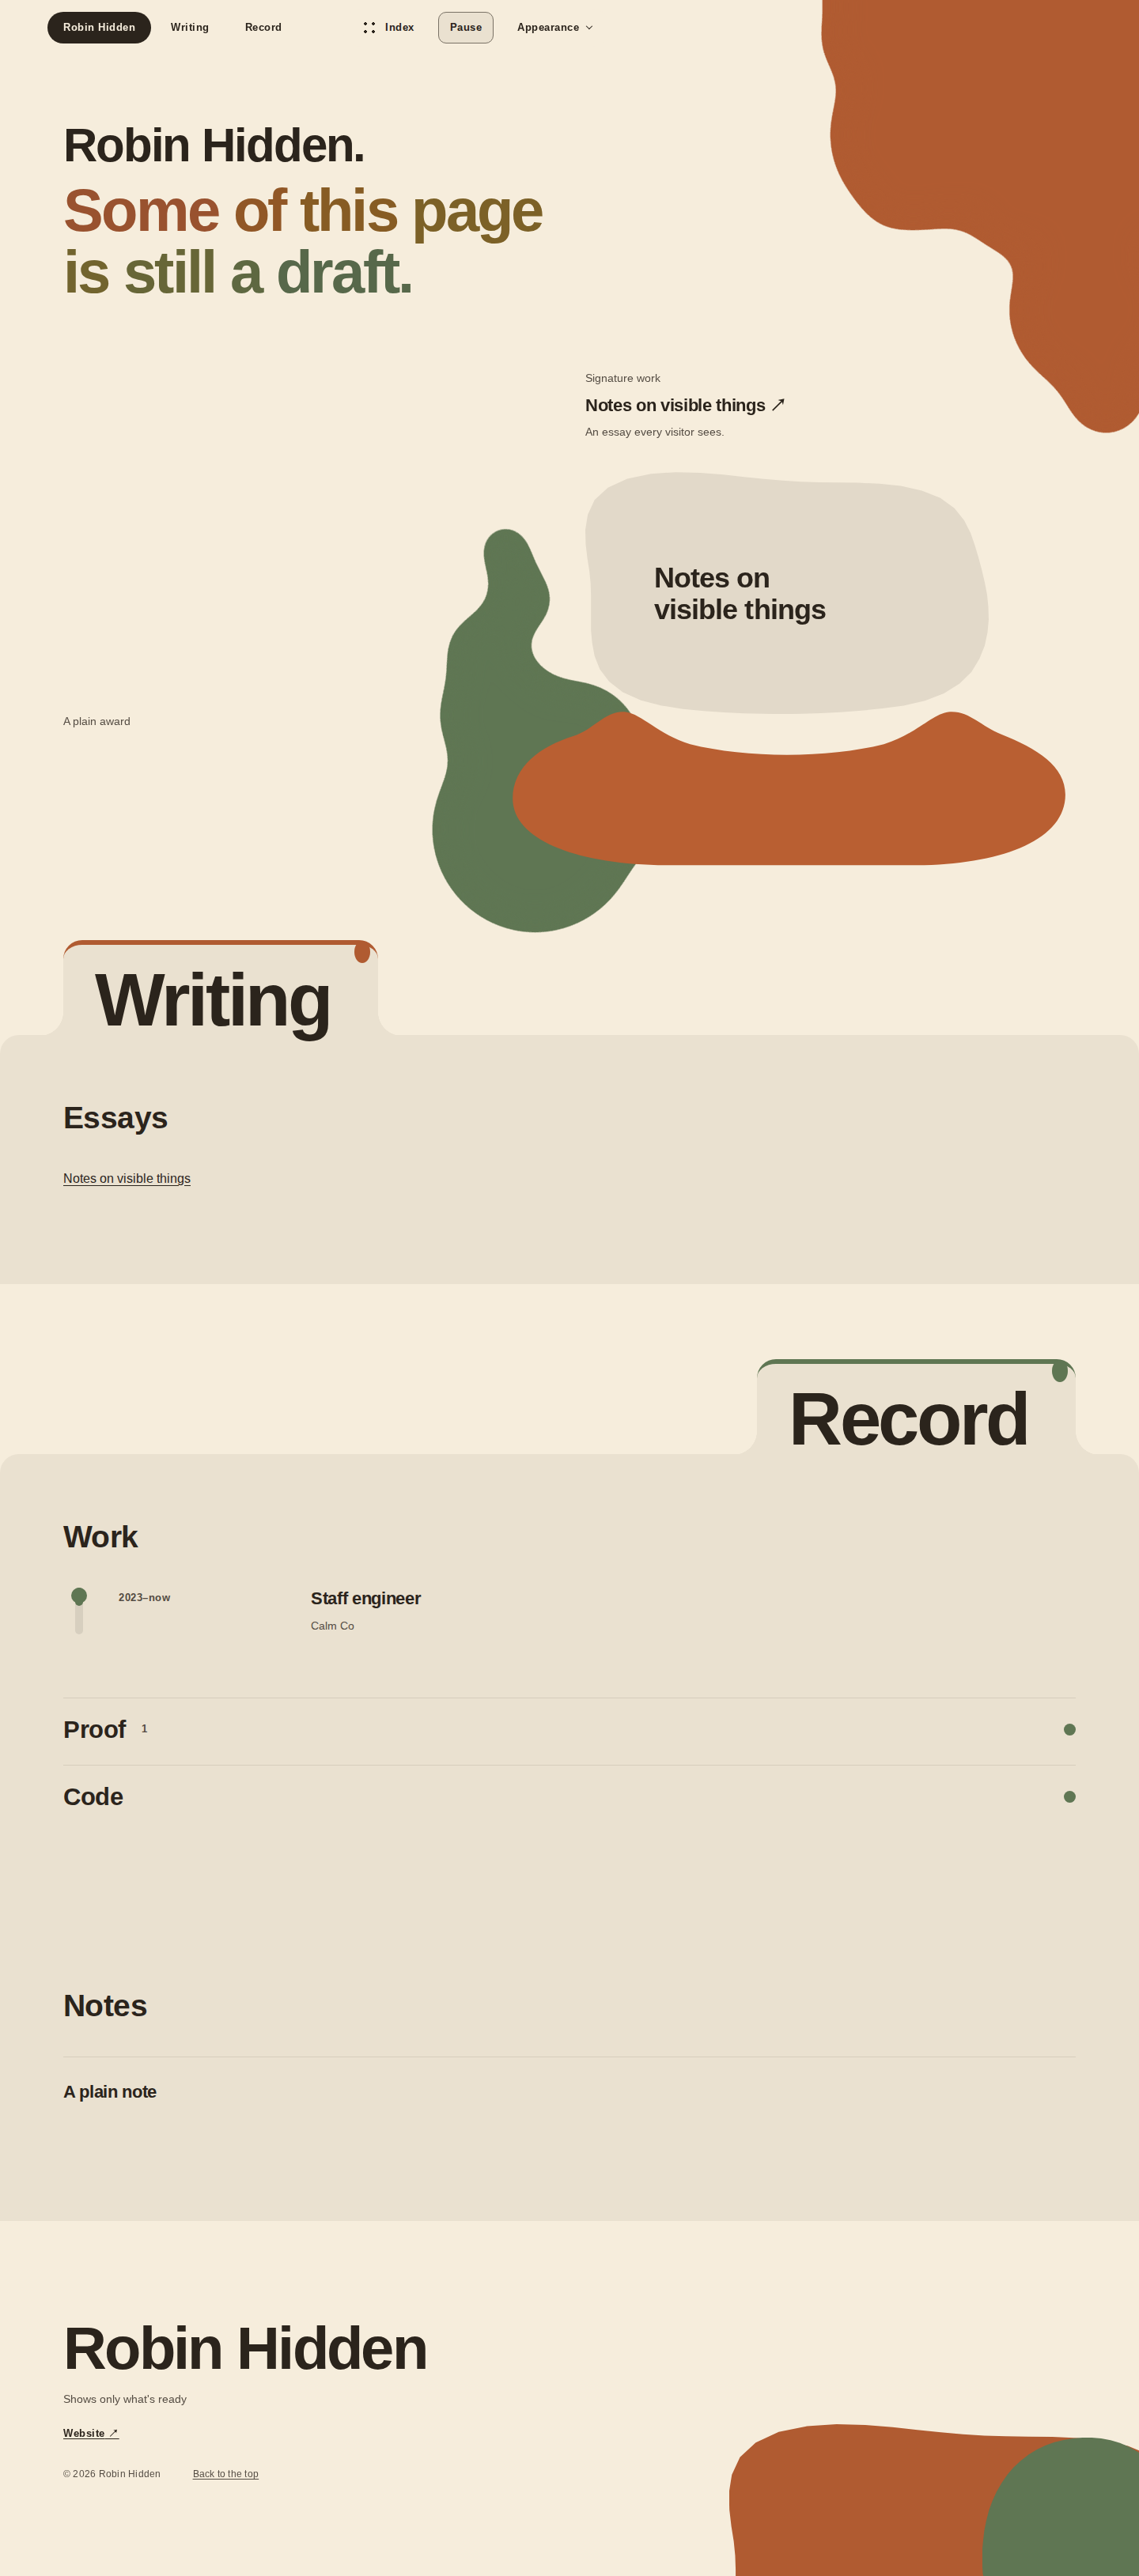 Robin Hidden Writing Record Index Pause Appearance
Robin Hidden.
Some of this page
is still a draft.
Signature work
Notes on visible things ↗
An essay every visitor sees.
Notes on
visible things
A plain award
Writing
Essays
Notes on visible things
Record
Work
2023–now Staff engineer
Calm Co
Proof 1
Code
Notes
A plain note
Robin Hidden
Shows only what's ready
Website ↗
© 2026 Robin Hidden Back to the top